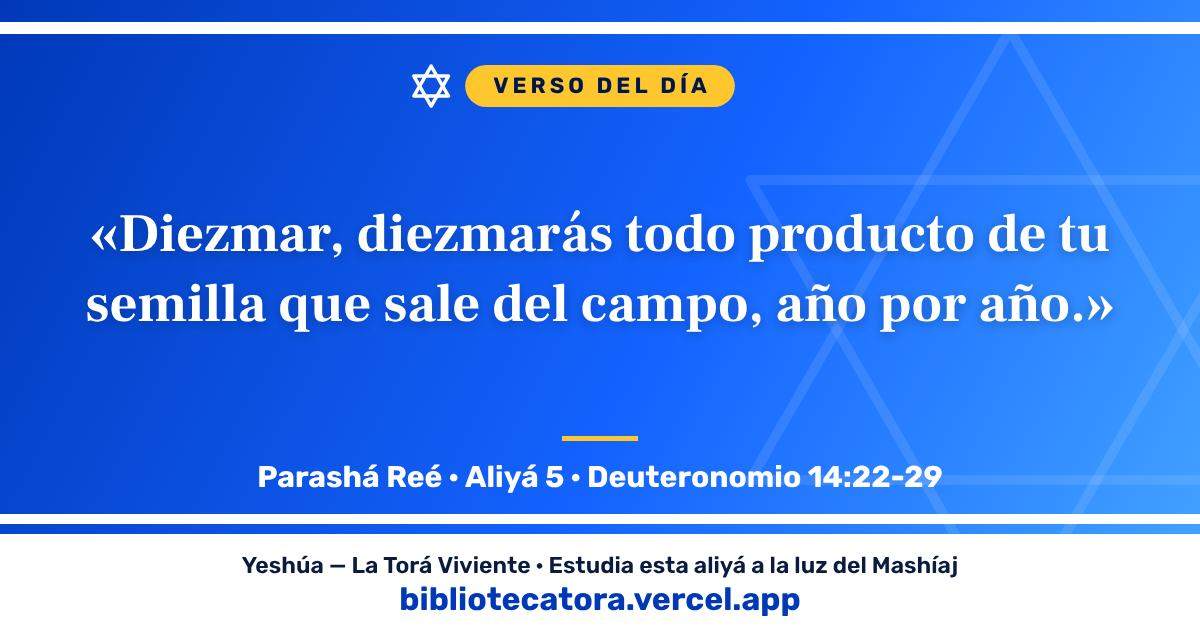 VERSO DEL DÍA
«Diezmar, diezmarás todo producto de tu
semilla que sale del campo, año por año.»
Parashá Reé • Aliyá 5 • Deuteronomio 14:22-29
Yeshúa — La Torá Viviente • Estudia esta aliyá a la luz del Mashíaj
bibliotecatora.vercel.app